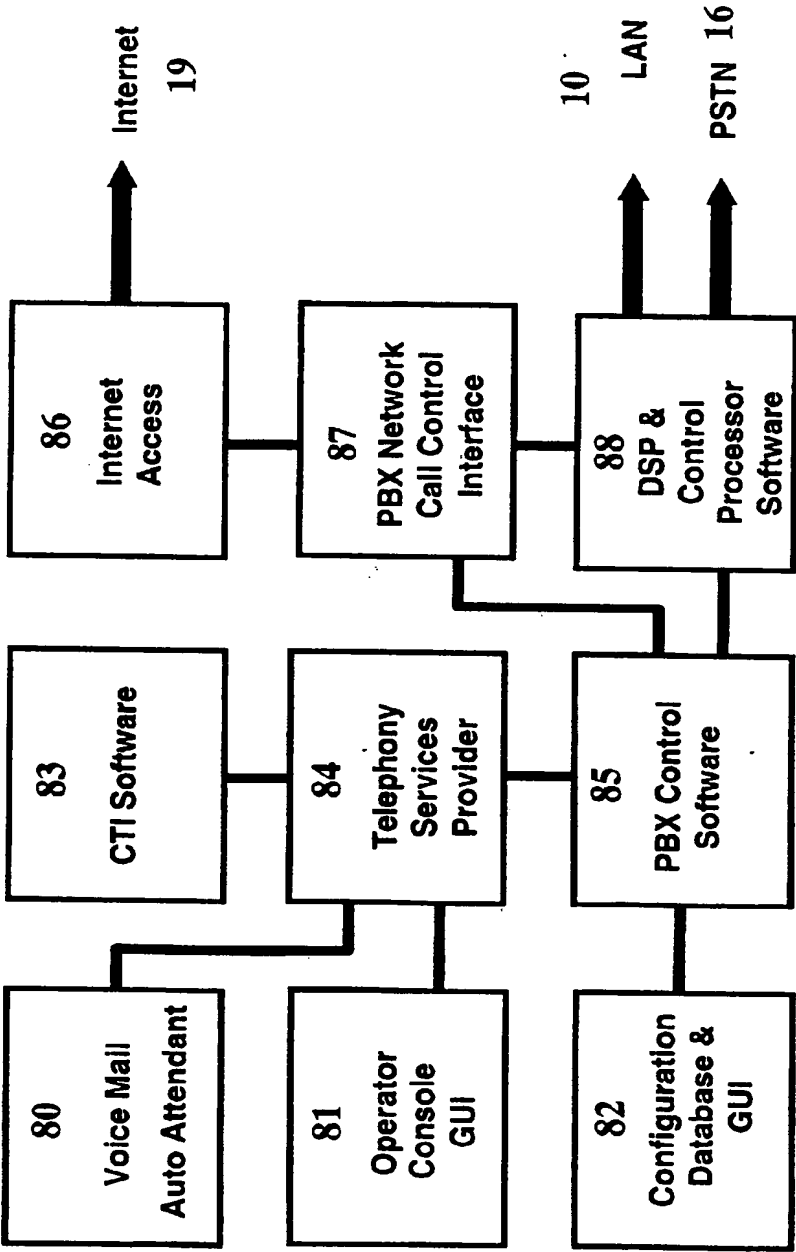 80
Voice Mail
Auto Attendant
83
CTI Software
86
Internet
Access
Internet
19
81
Operator
Console
GUI
84
Telephony
Services
Provider
87
PBX Network
Call Control
Interface
82
Configuration
Database &
GUI
85
PBX Control
Software
88
DSP &
Control
Processor
Software
10
LAN
PSTN 16